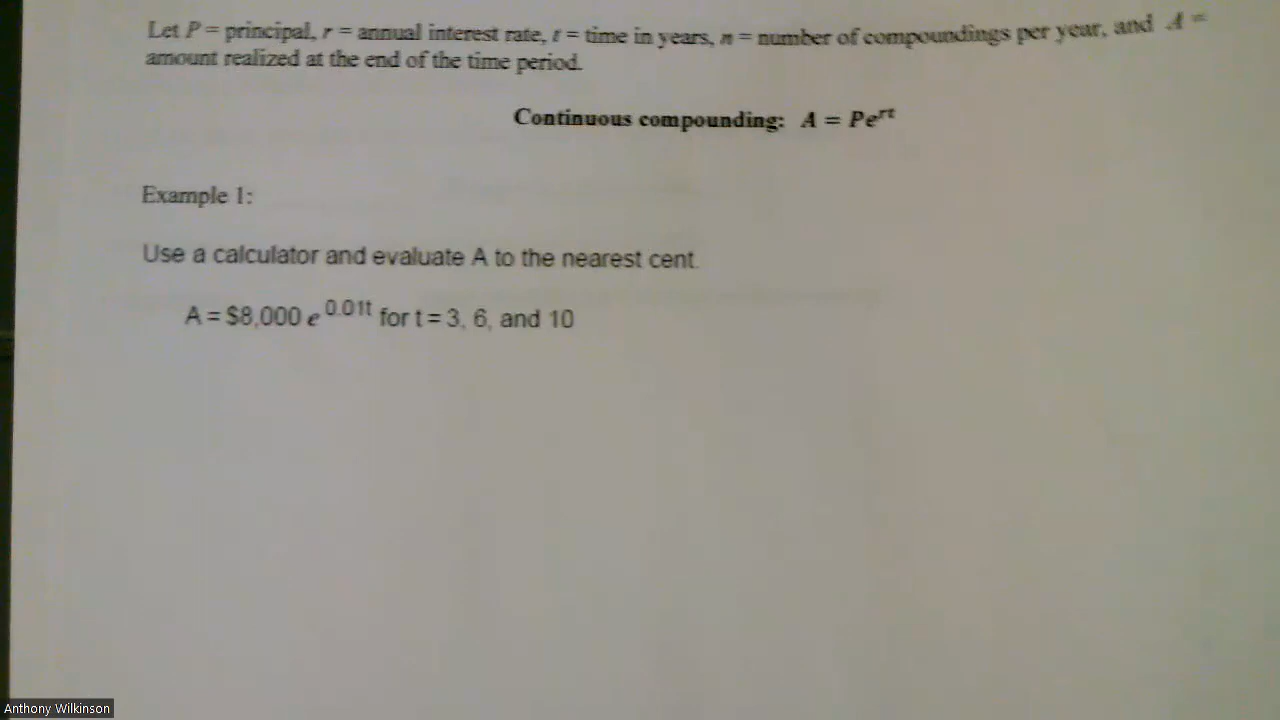 Let P = principal, r = annual interest rate, t = time in years, n = number of compoundings per year, and A =
amount realized at the end of the time period.
Continuous compounding: A = Pe^{rt}
Example 1:
Use a calculator and evaluate A to the nearest cent.
A = $8,000 e^{0.01t} for t = 3, 6, and 10
Anthony Wilkinson